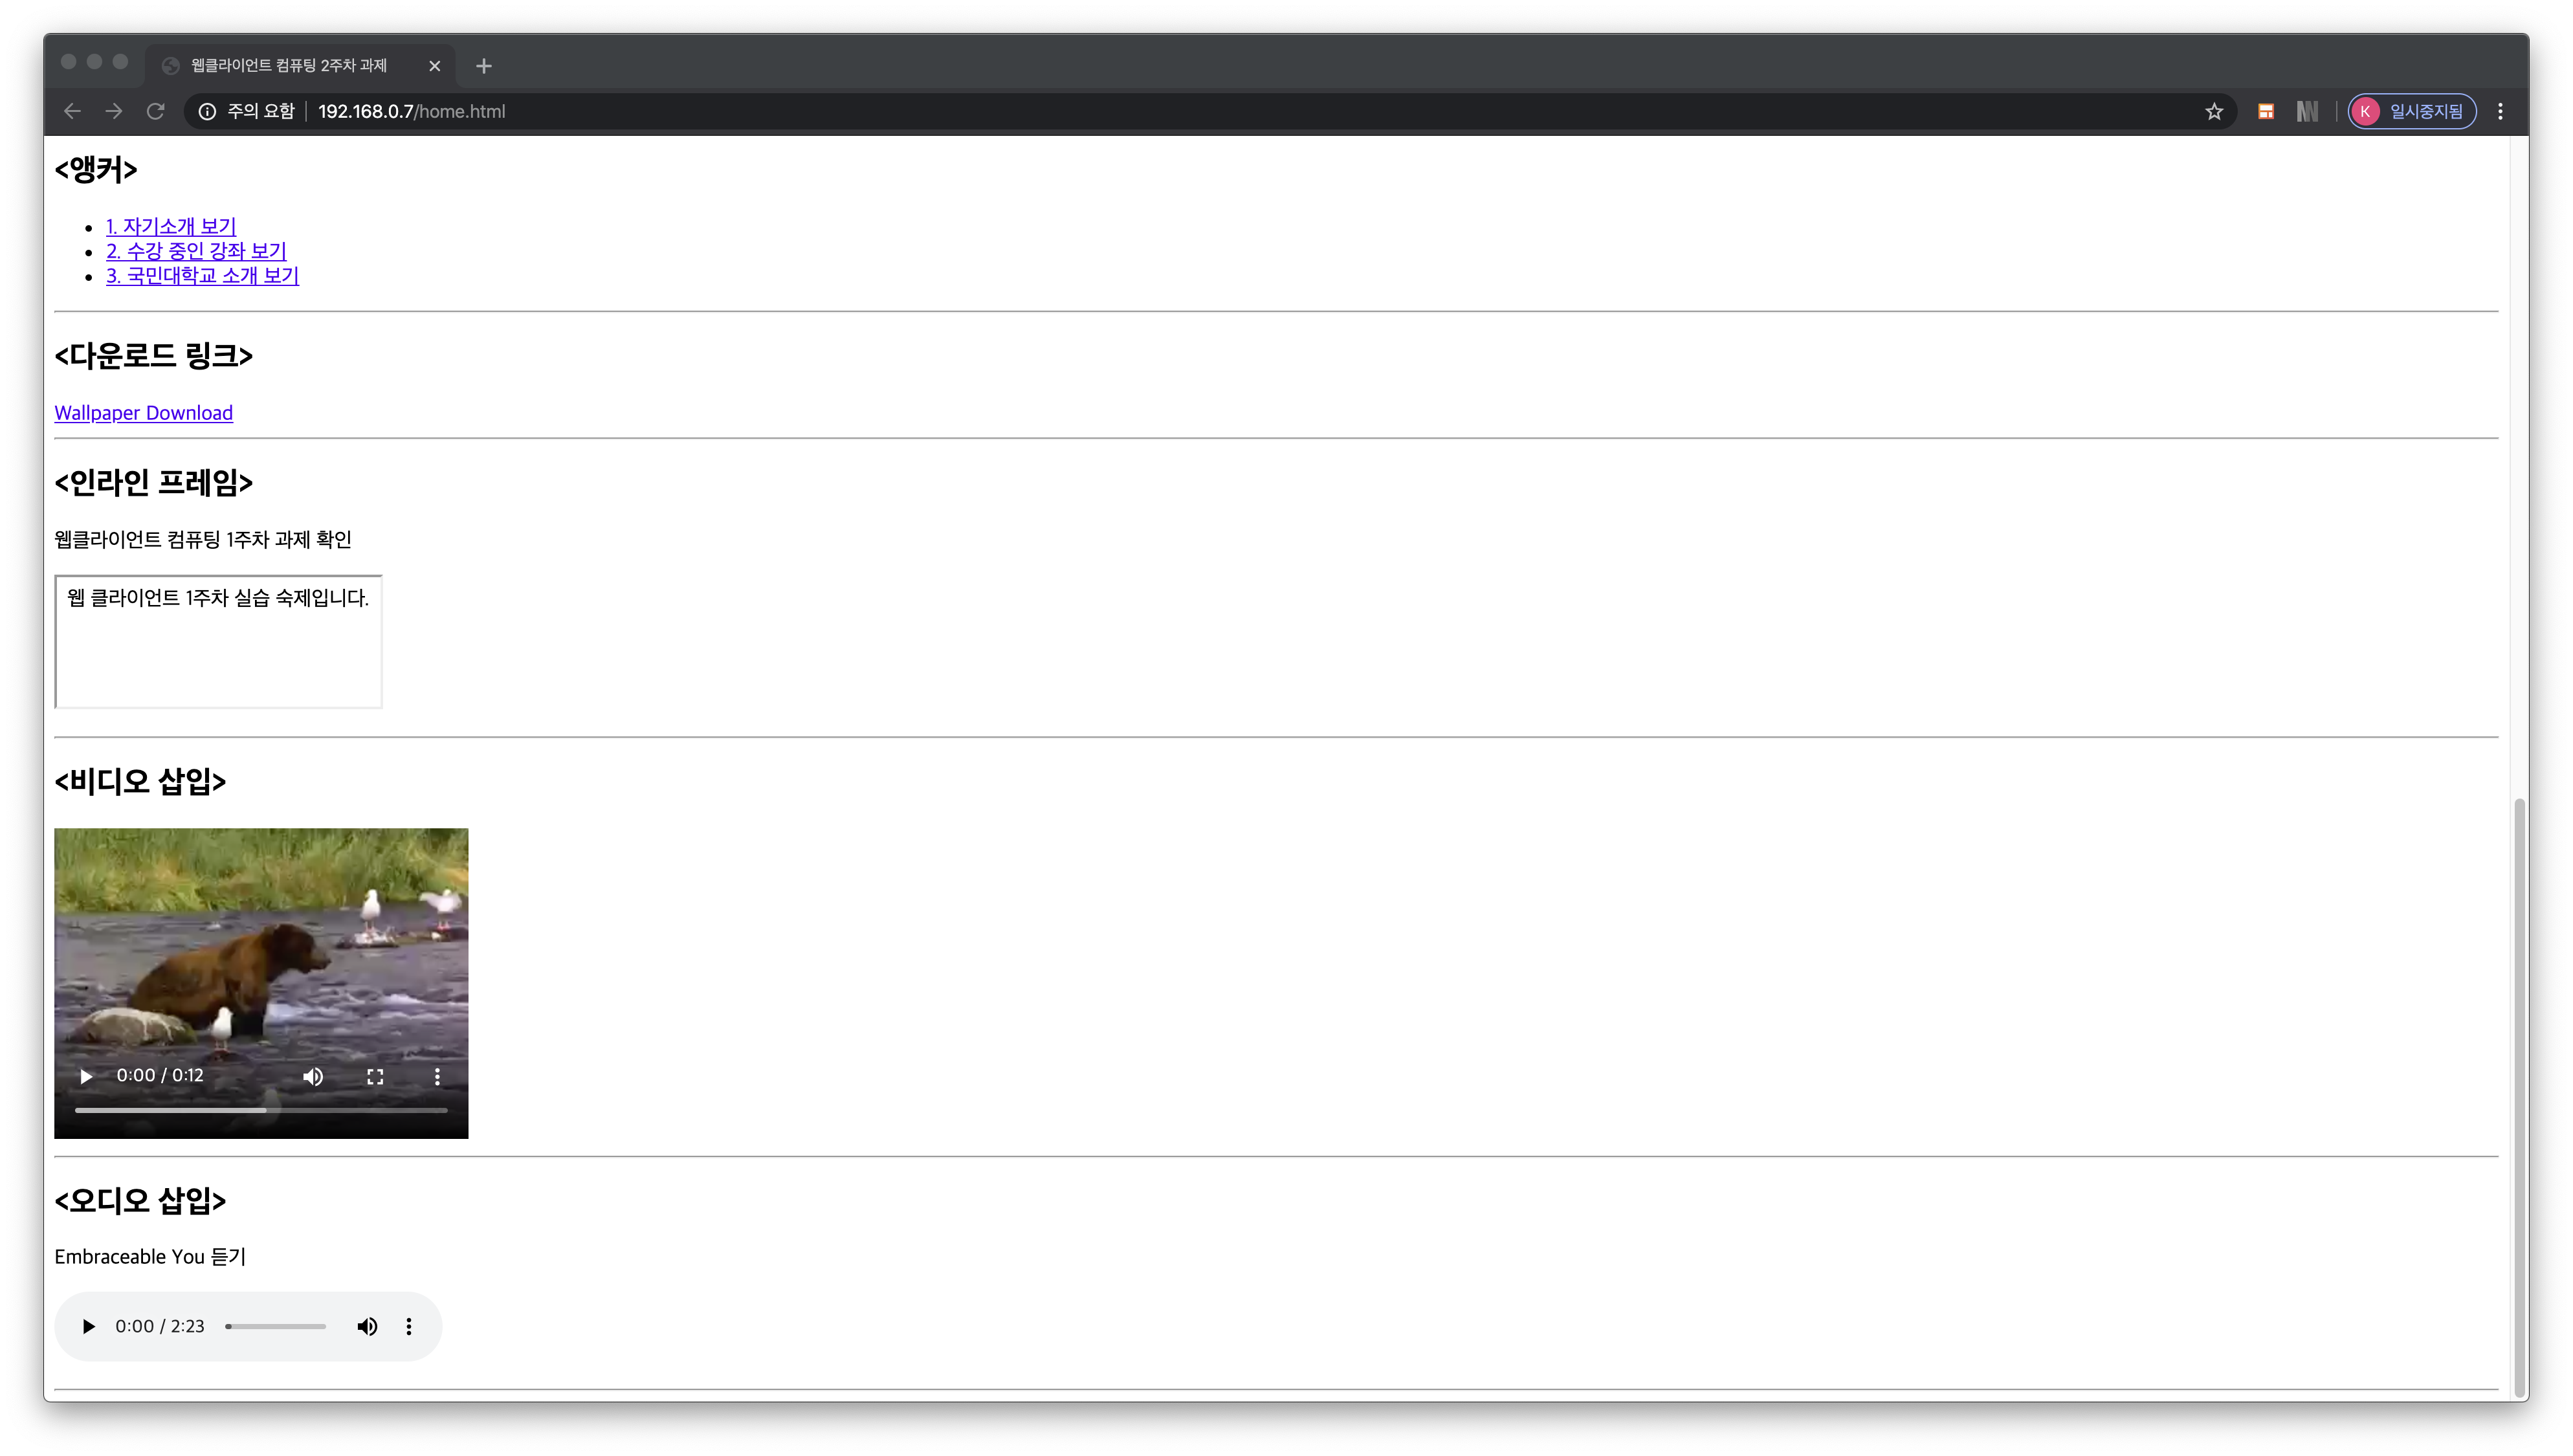 웹클라이언트 컴퓨팅 2주차 과제
주의 요함 192.168.0.7/home.html
K 일시중지됨
<앵커>
1. 자기소개 보기
2. 수강 중인 강좌 보기
3. 국민대학교 소개 보기
<다운로드 링크>
Wallpaper Download
<인라인 프레임>
웹클라이언트 컴퓨팅 1주차 과제 확인
웹 클라이언트 1주차 실습 숙제입니다.
<비디오 삽입>
0:00 / 0:12
<오디오 삽입>
Embraceable You 듣기
0:00 / 2:23